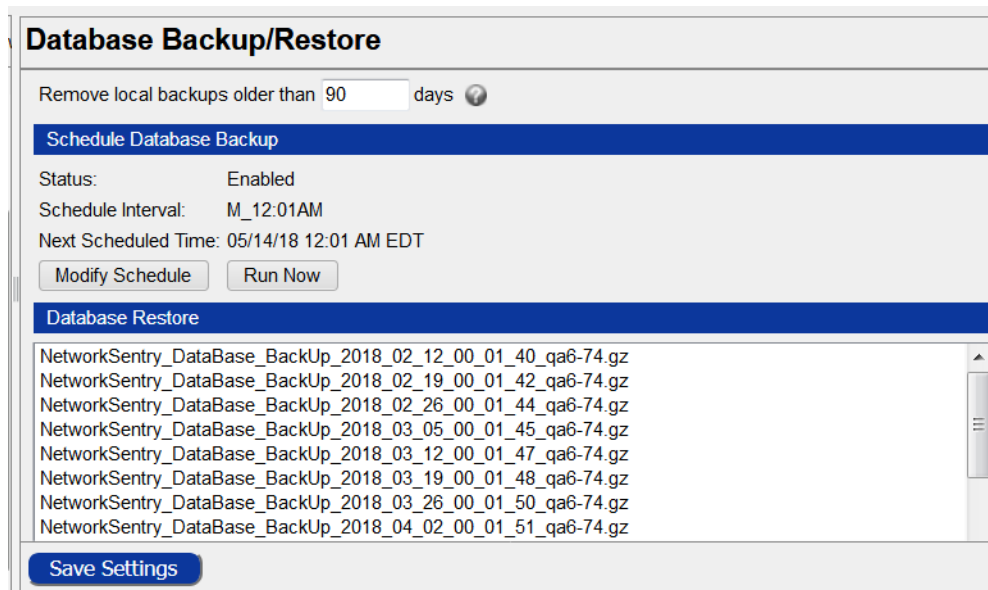 Database Backup/Restore
Remove local backups older than 90 days ?
Schedule Database Backup
Status: Enabled
Schedule Interval: M_12:01AM
Next Scheduled Time: 05/14/18 12:01 AM EDT
Modify Schedule Run Now
Database Restore
NetworkSentry_DataBase_BackUp_2018_02_12_00_01_40_qa6-74.gz
NetworkSentry_DataBase_BackUp_2018_02_19_00_01_42_qa6-74.gz
NetworkSentry_DataBase_BackUp_2018_02_26_00_01_44_qa6-74.gz
NetworkSentry_DataBase_BackUp_2018_03_05_00_01_45_qa6-74.gz
NetworkSentry_DataBase_BackUp_2018_03_12_00_01_47_qa6-74.gz
NetworkSentry_DataBase_BackUp_2018_03_19_00_01_48_qa6-74.gz
NetworkSentry_DataBase_BackUp_2018_03_26_00_01_50_qa6-74.gz
NetworkSentry_DataBase_BackUp_2018_04_02_00_01_51_qa6-74.gz
Save Settings